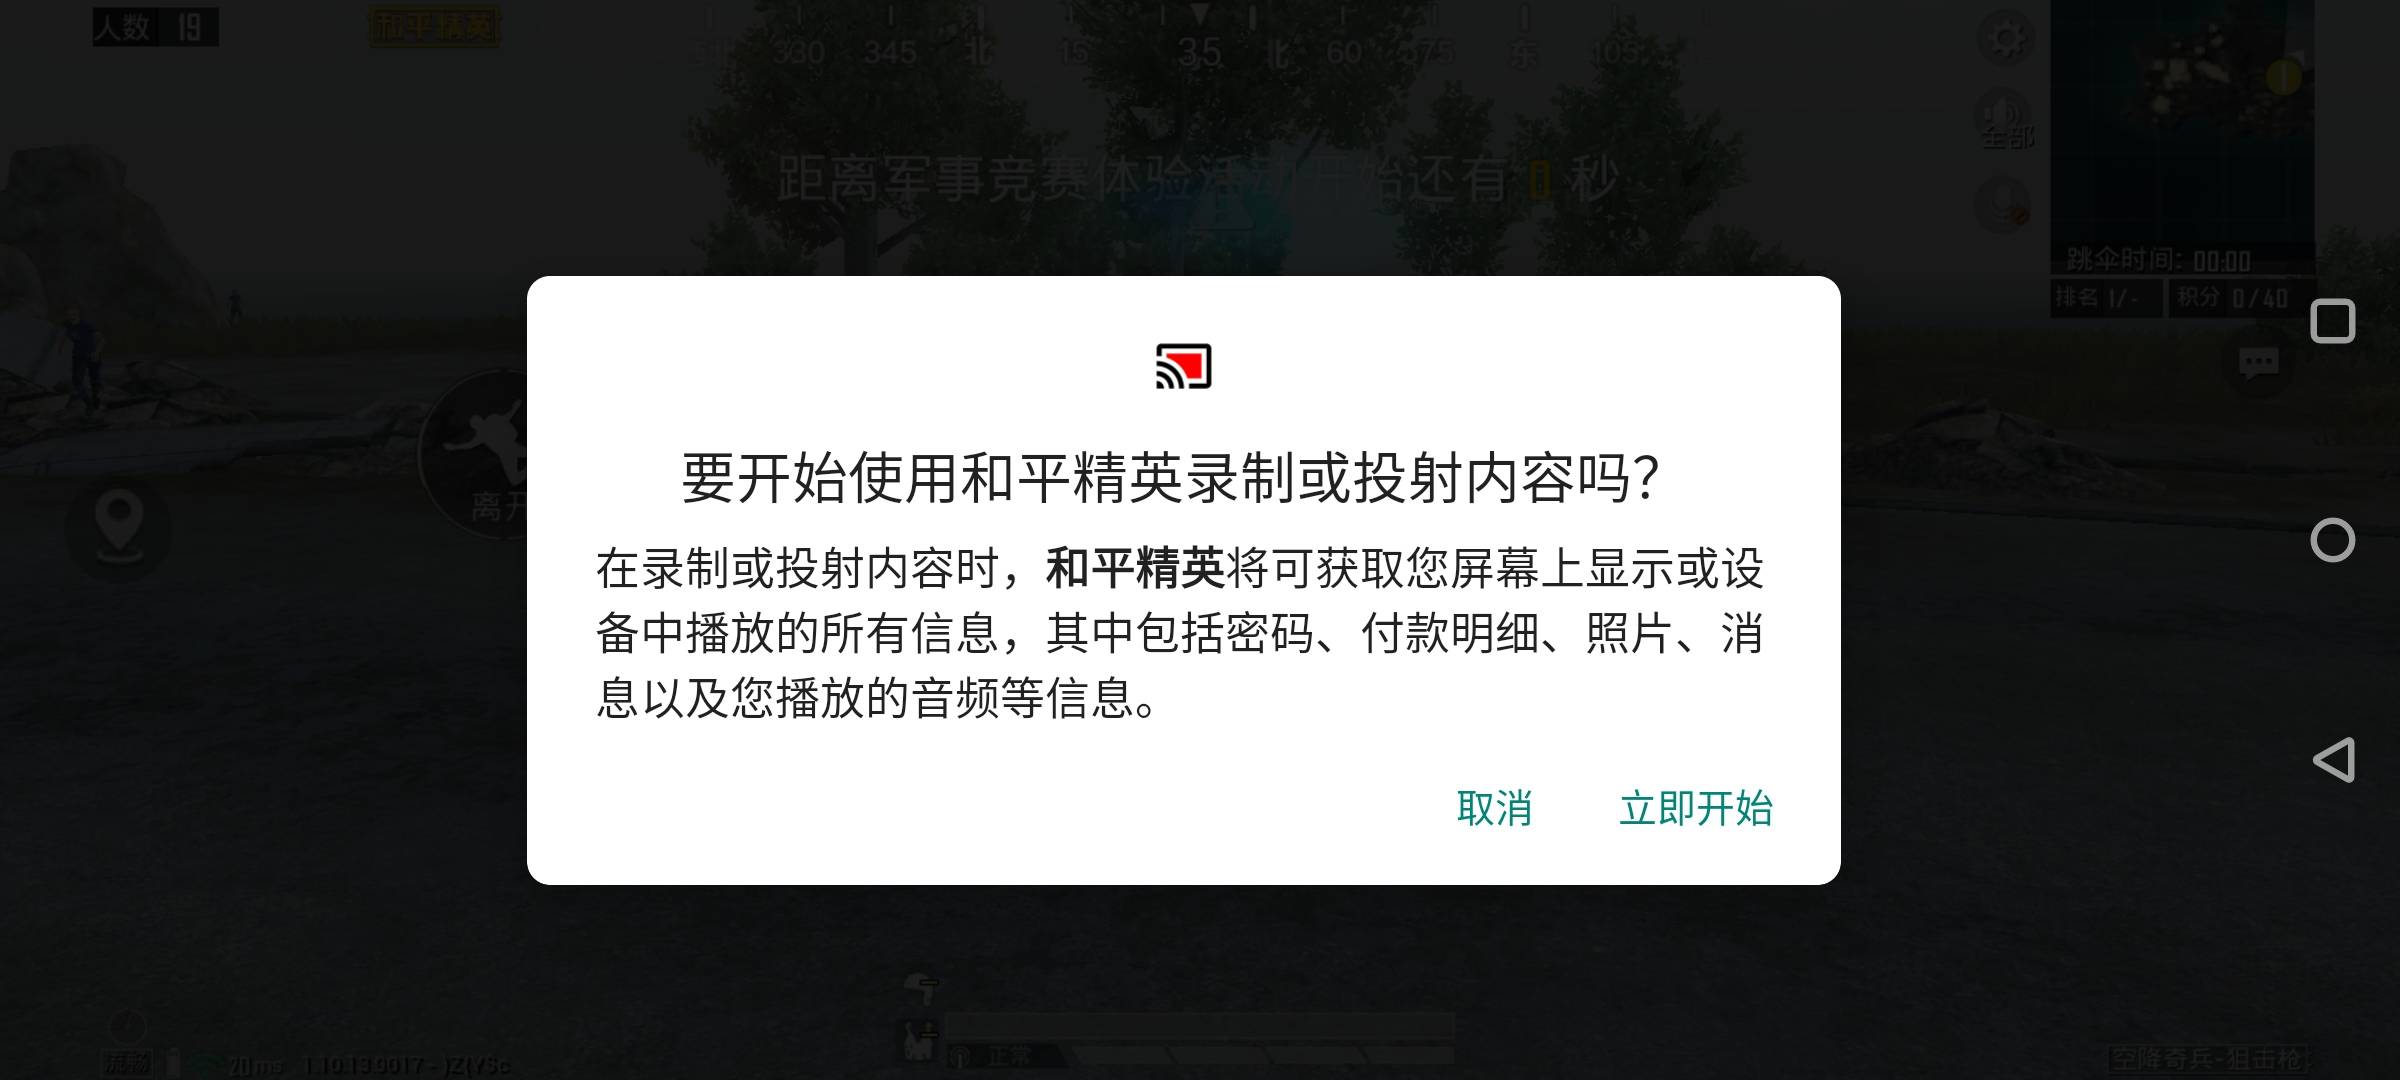 人数 19
和平精英
330 345 北 15 35 北 60 75 东 105
全部
距离军事竞赛体验活动开始还有 0 秒
跳伞时间: 00:00
排名 1/- 积分 0/40
要开始使用和平精英录制或投射内容吗?
离开
在录制或投射内容时，和平精英将可获取您屏幕上显示或设
备中播放的所有信息，其中包括密码、付款明细、照片、消
息以及您播放的音频等信息。
取消 立即开始
正常
流畅 20ms 1.10.13.9017 - )Z(YSc
空降奇兵-狙击枪